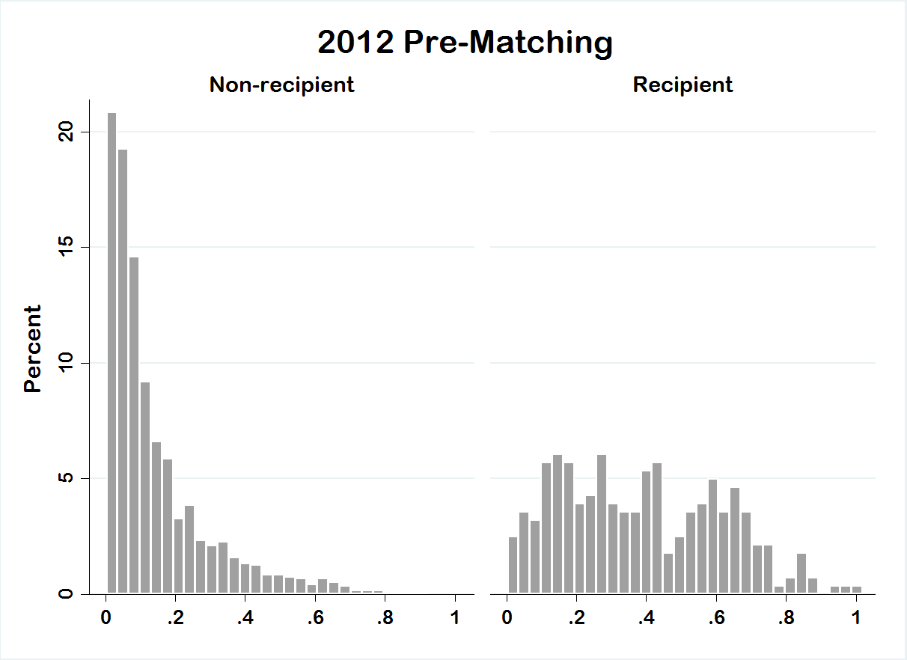 2012 Pre-Matching
Non-recipient
Recipient
Percent
20
15
10
5
0
0 .2 .4 .6 .8 1
0 .2 .4 .6 .8 1